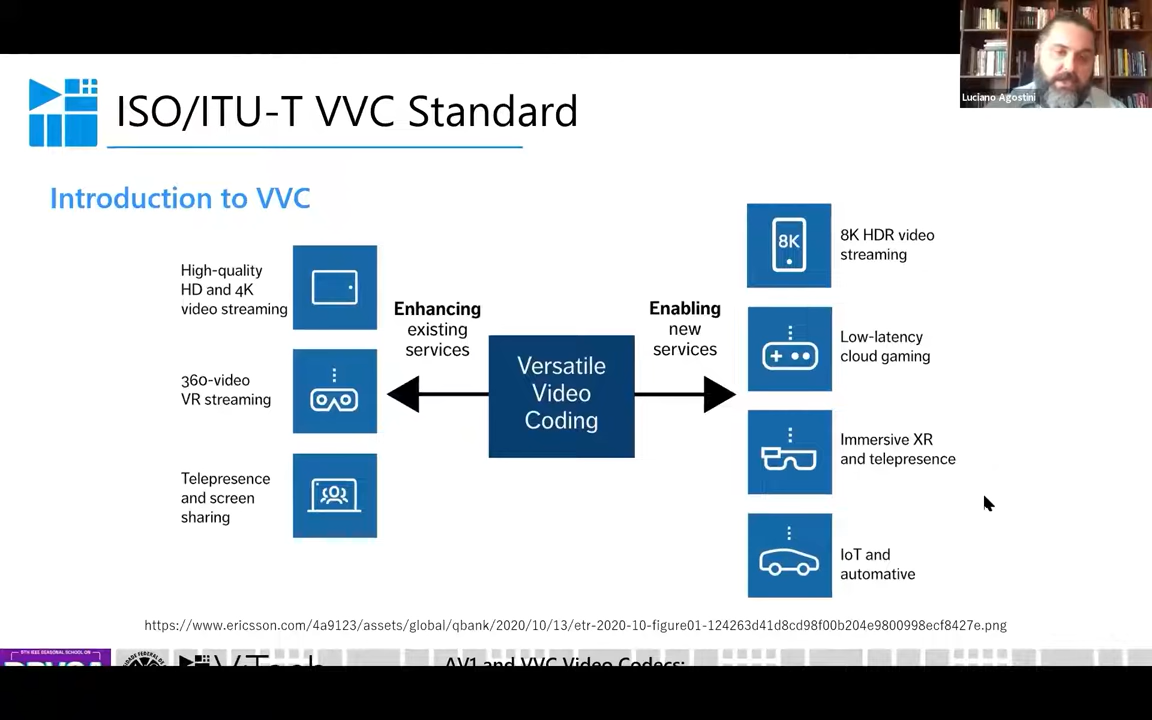 Luciano Agostini
ISO/ITU-T VVC Standard
Introduction to VVC
High-quality
HD and 4K
video streaming
360-video
VR streaming
Telepresence
and screen
sharing
Enhancing
existing
services
Versatile
Video
Coding
Enabling
new
services
8K
8K HDR video
streaming
Low-latency
cloud gaming
Immersive XR
and telepresence
IoT and
automative
https://www.ericsson.com/4a9123/assets/global/qbank/2020/10/13/etr-2020-10-figure01-124263d41d8cd98f00b204e9800998ecf8427e.png
AV1 and VVC Video Codecs: